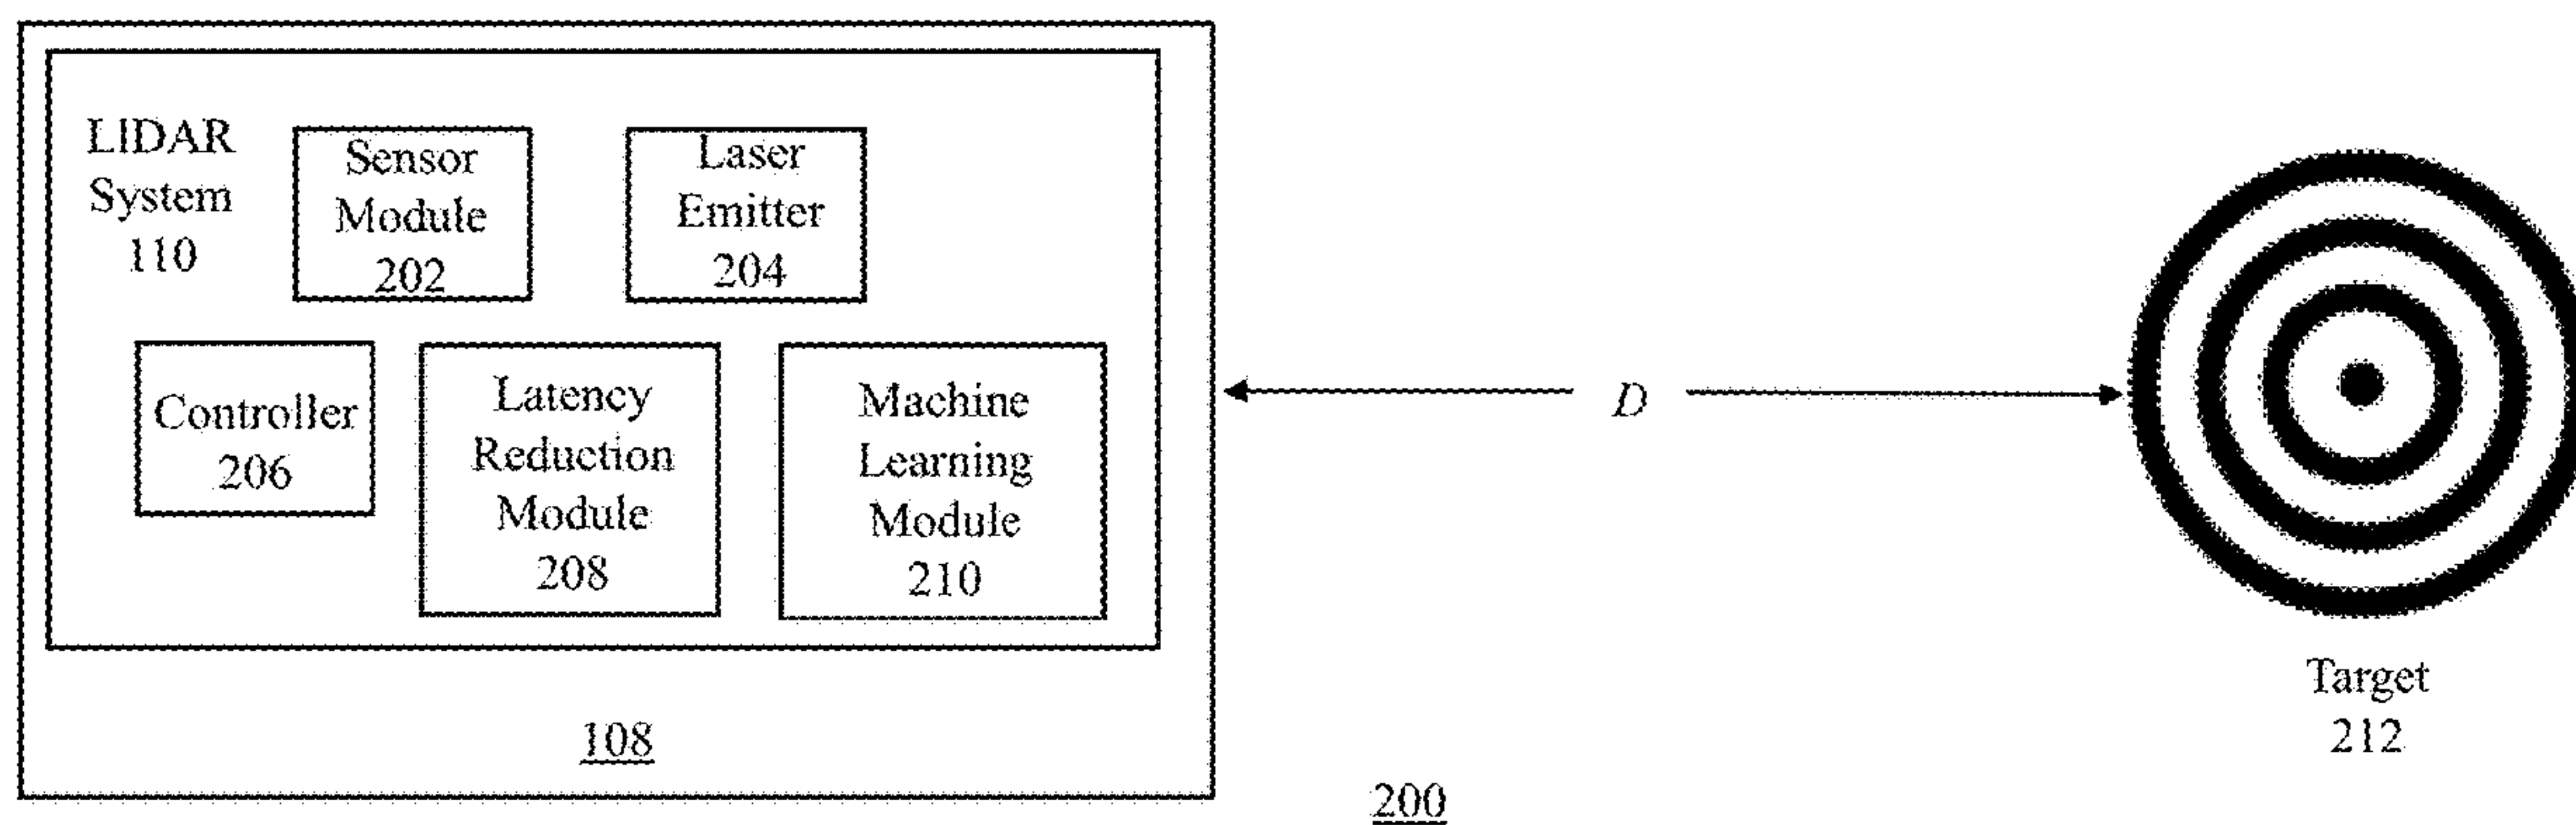 LIDAR
System
110
Sensor
Module
202
Laser
Emitter
204
Controller
206
Latency
Reduction
Module
208
Machine
Learning
Module
210
108
D
Target
212
200